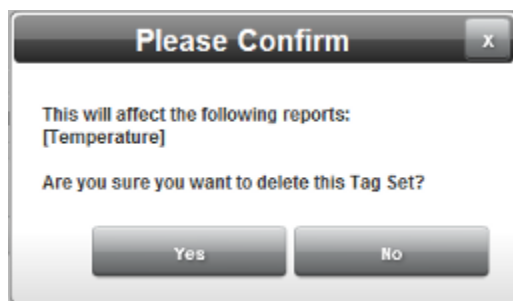 Please Confirm
x
This will affect the following reports:
[Temperature]
Are you sure you want to delete this Tag Set?
Yes
No